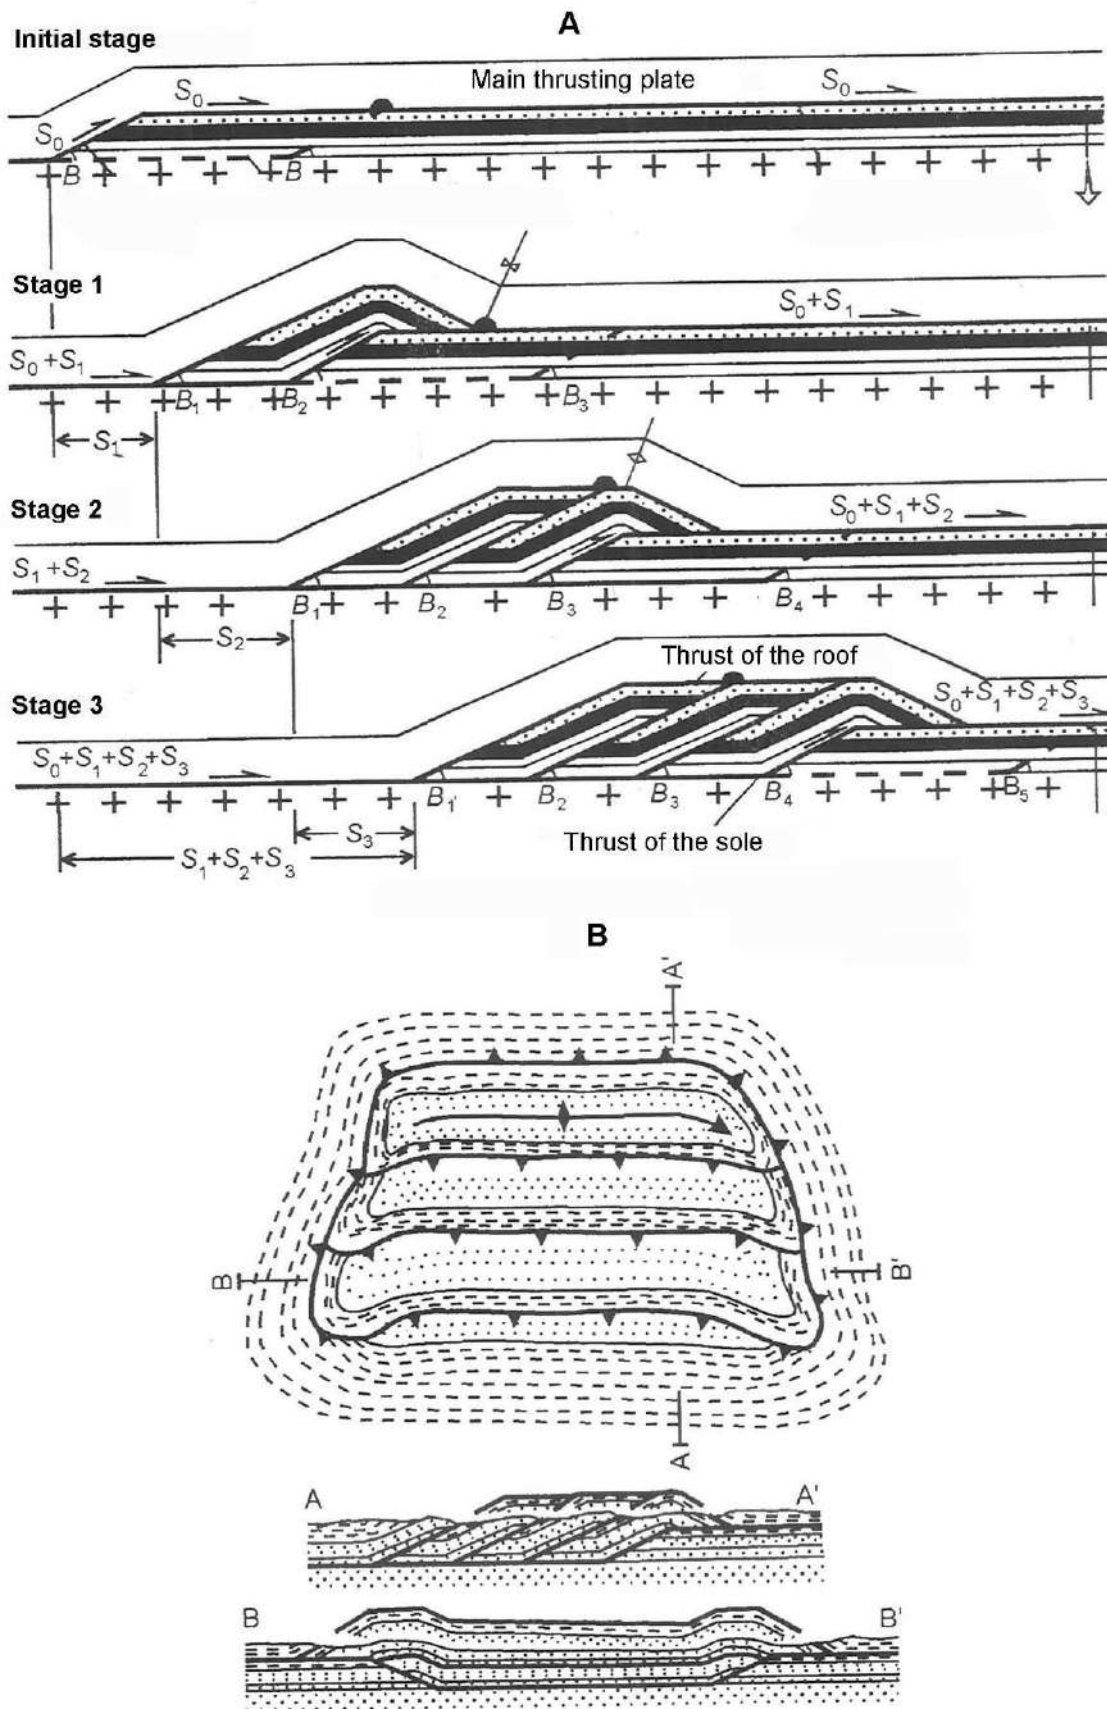 A
Initial stage
Main thrusting plate
S₀
S₀
S₀
B
B
Stage 1
S₀+S₁
S₀+S₁
B₁
B₂
B₃
S₁
Stage 2
S₀+S₁+S₂
S₁+S₂
B₁
B₂
B₃
B₄
S₂
Thrust of the roof
Stage 3
S₀+S₁+S₂+S₃
S₀+S₁+S₂+S₃
B₁
B₂
B₃
B₄
B₅
S₃
Thrust of the sole
S₁+S₂+S₃
B
A'
B
B'
A
A
A'
B
B'